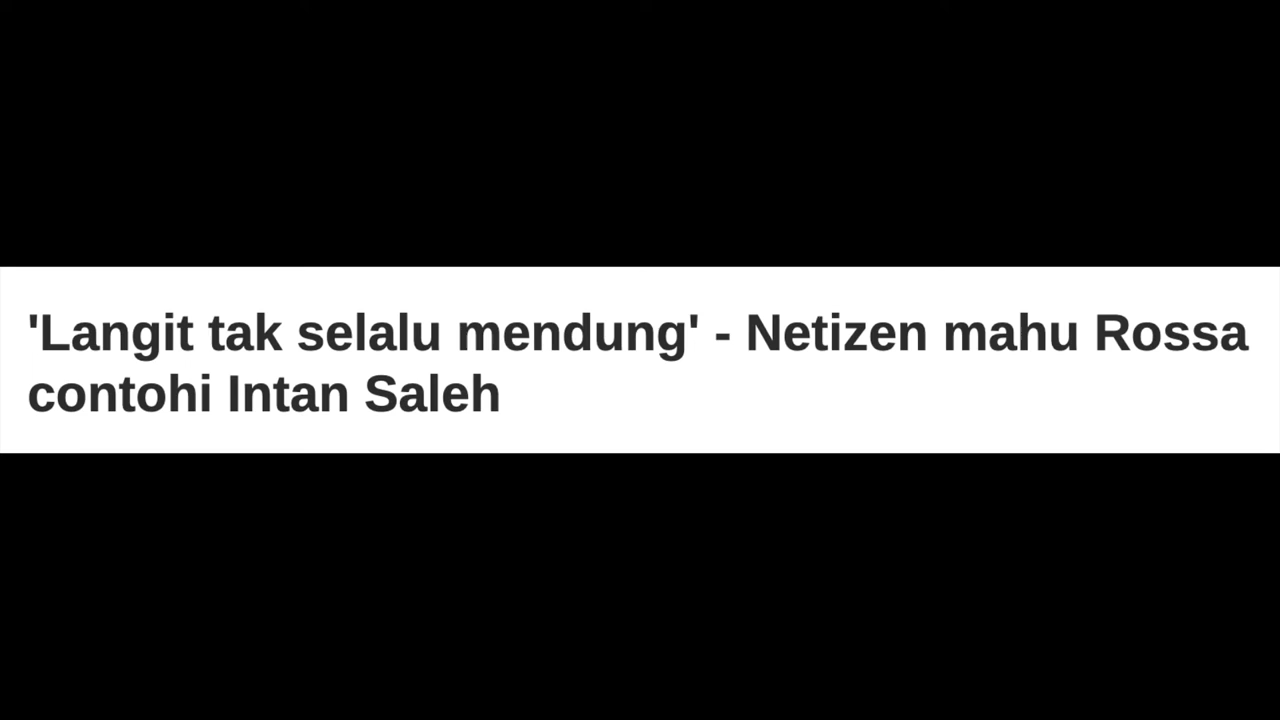 'Langit tak selalu mendung' - Netizen mahu Rossa
contohi Intan Saleh